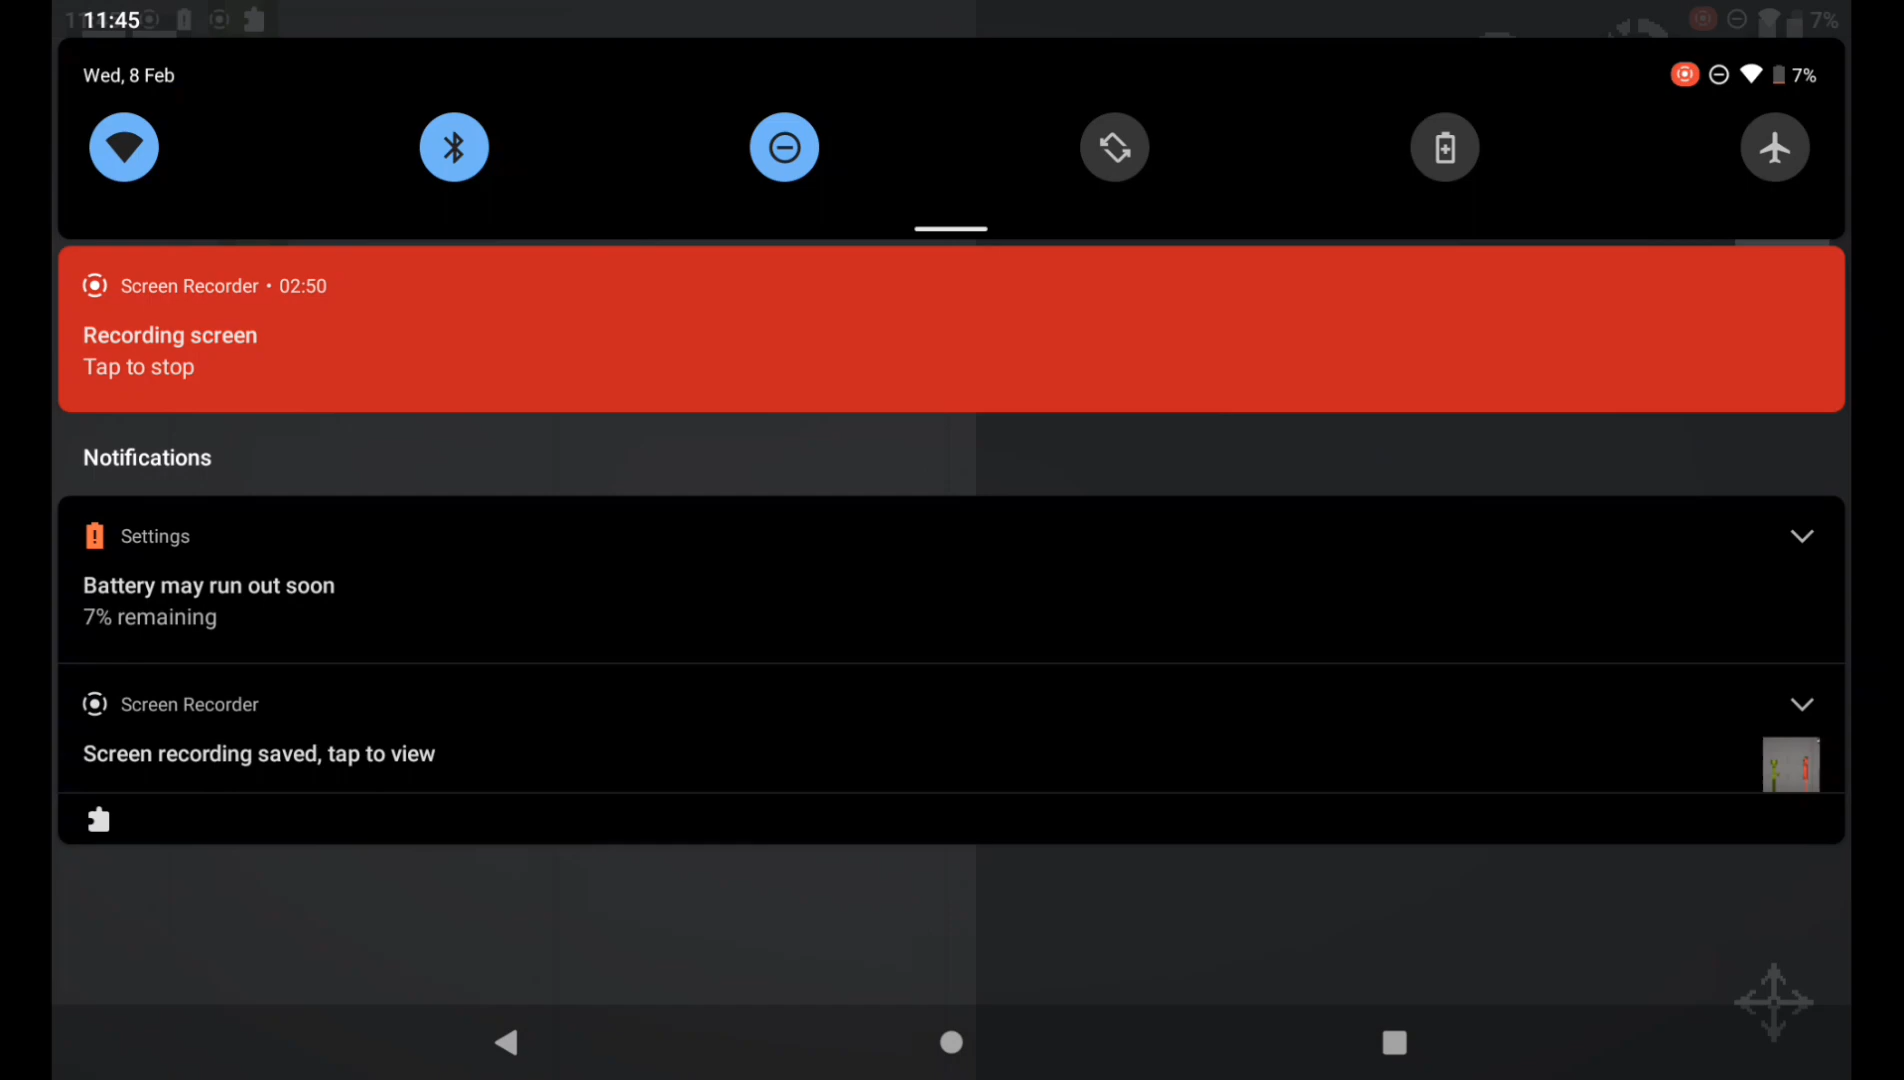 11:45
7%
Wed, 8 Feb
7%
Screen Recorder • 02:50
Recording screen
Tap to stop
Notifications
Settings
Battery may run out soon
7% remaining
Screen Recorder
Screen recording saved, tap to view